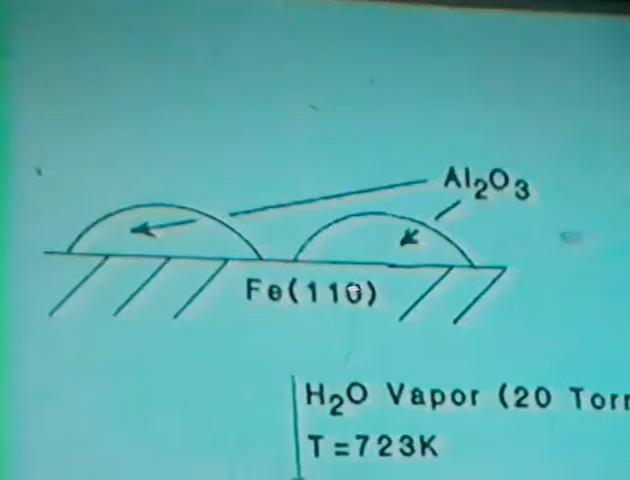 Al₂O₃
Fe(110)
H₂O Vapor (20 Torr
T=723K